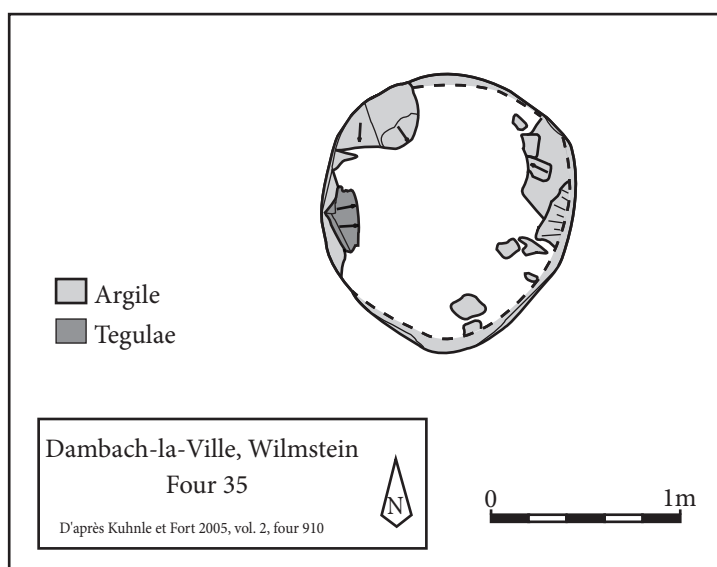 Argile
Tegulae
Dambach-la-Ville, Wilmstein
Four 35
D'après Kuhnle et Fort 2005, vol. 2, four 910
N
0 1m